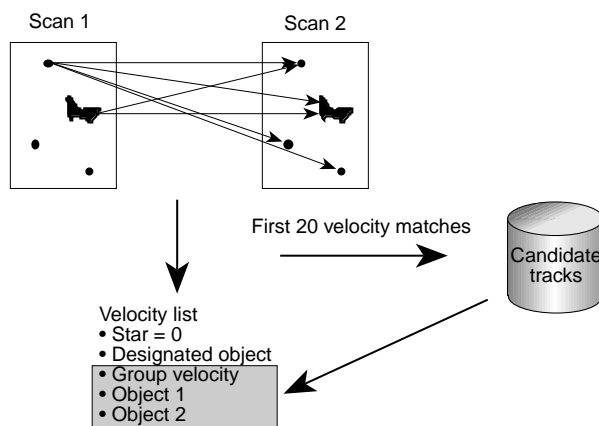 Scan 1
Scan 2
First 20 velocity matches
Candidate
tracks
Velocity list
• Star = 0
• Designated object
• Group velocity
• Object 1
• Object 2